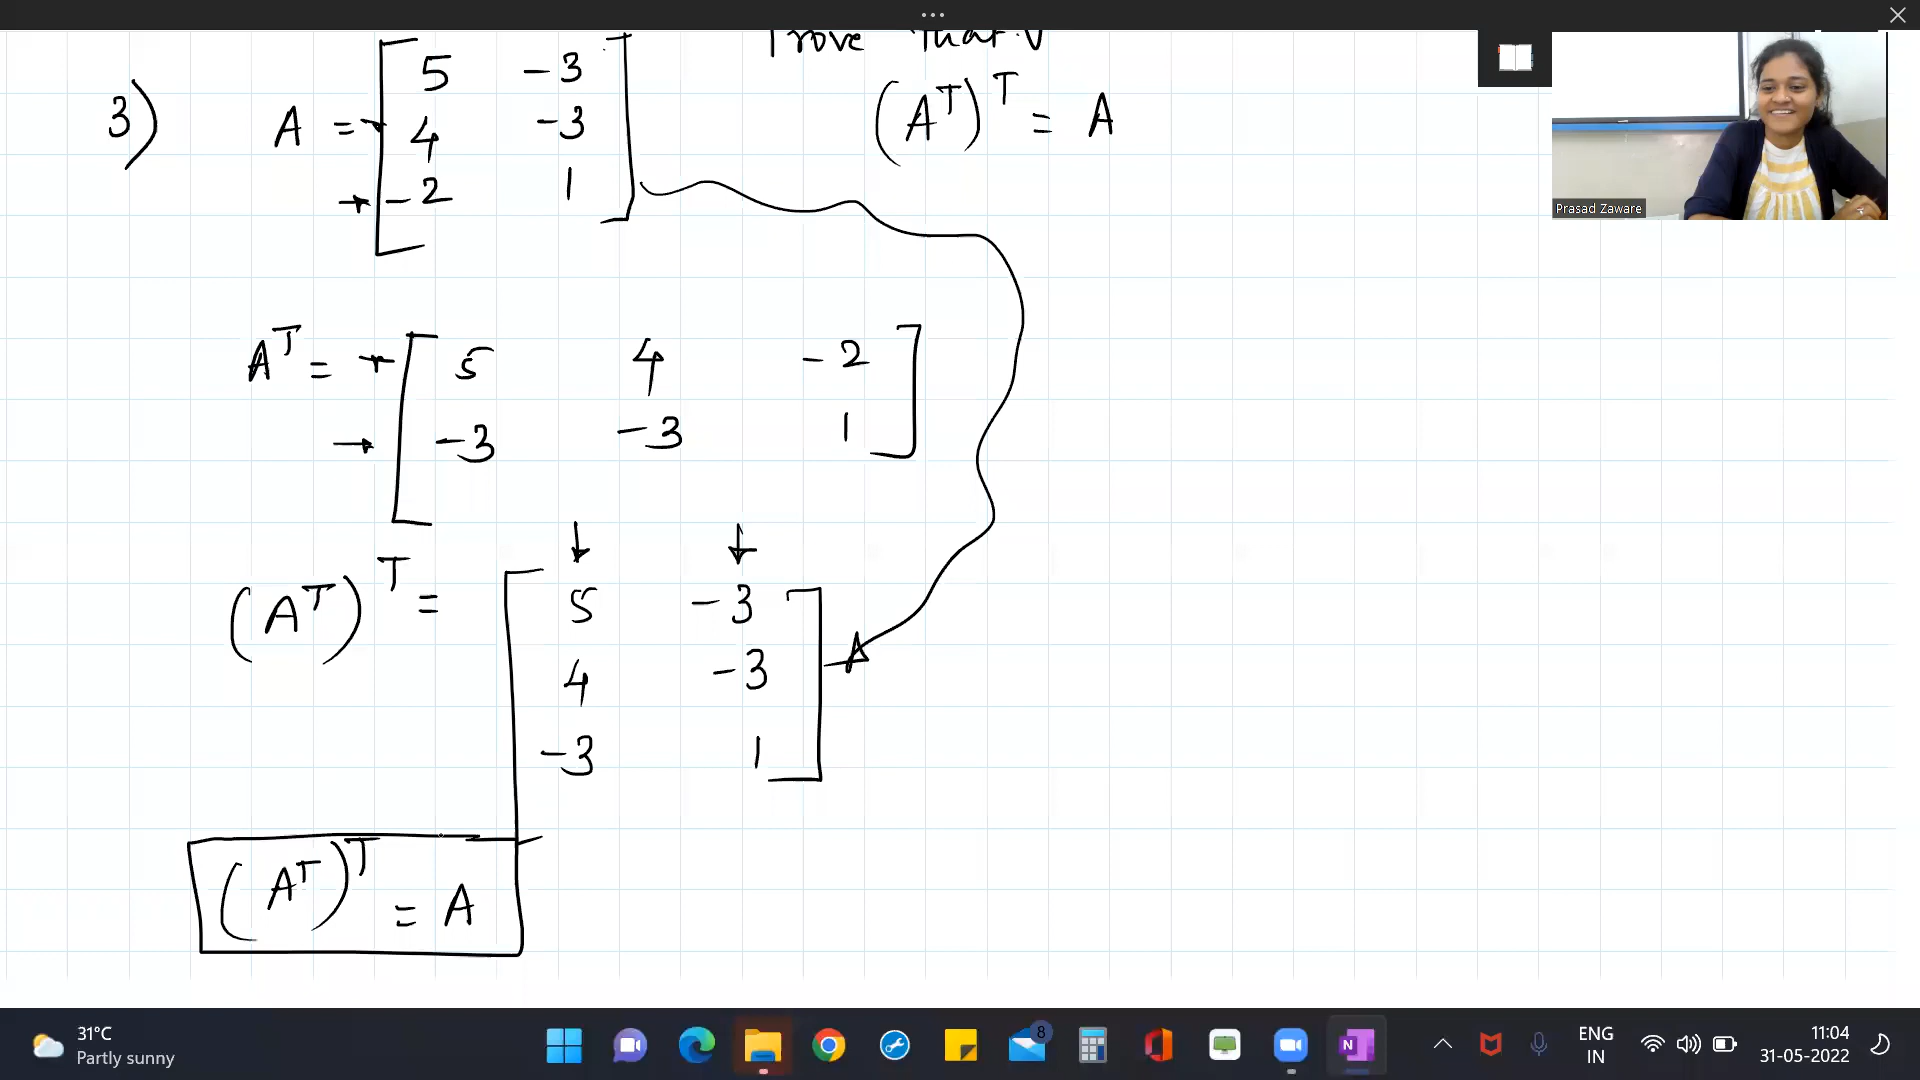 Prove that
3) A = [ 5 -3
4 -3
-2 1 ]
(A^T)^T = A
Prasad Zaware
A^T = [ 5 4 -2
-3 -3 1 ]
(A^T)^T = [ 5 -3
4 -3
-3 1 ] A
(A^T)^T = A
31°C
Partly sunny
8
N
ENG
IN
11:04
31-05-2022